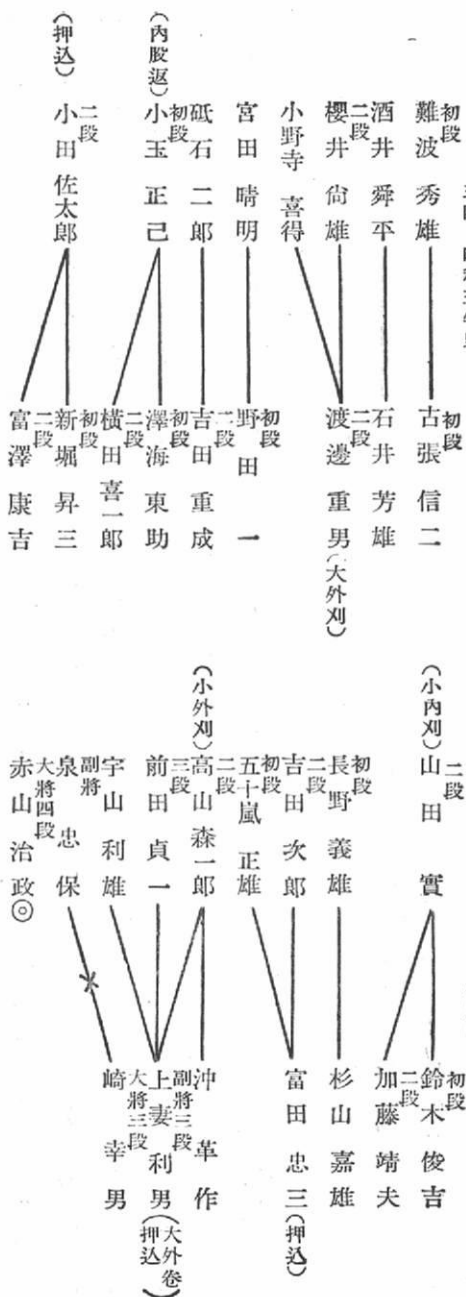 初段
難波秀雄
酒井舜平
二段
櫻井尙雄
小野寺喜得
宮田晴明
砥石二郎
初段
(內股返)小玉正己
二段
(押込)小田佐太郎
初段
古張信二
石井芳雄
二段
渡邊重男(大外刈)
初段
野田一
二段
吉田重成
初段
澤海東助
二段
橫田喜一郎
初段
新堀昇三
二段
富澤康吉
二段
(小內刈)山田實
初段
長野義雄
二段
吉田次郎
初段
五十嵐正雄
二段
(小外刈)高山森一郎
三段
前田貞一
宇山利雄
副將
泉忠保
大將四段
赤山治政◎
初段
鈴木俊吉
二段
加藤靖夫
杉山嘉雄
富田忠三(押込)
沖革作
副將三段
上妻利男(大外卷 押込)
大將三段
崎幸男